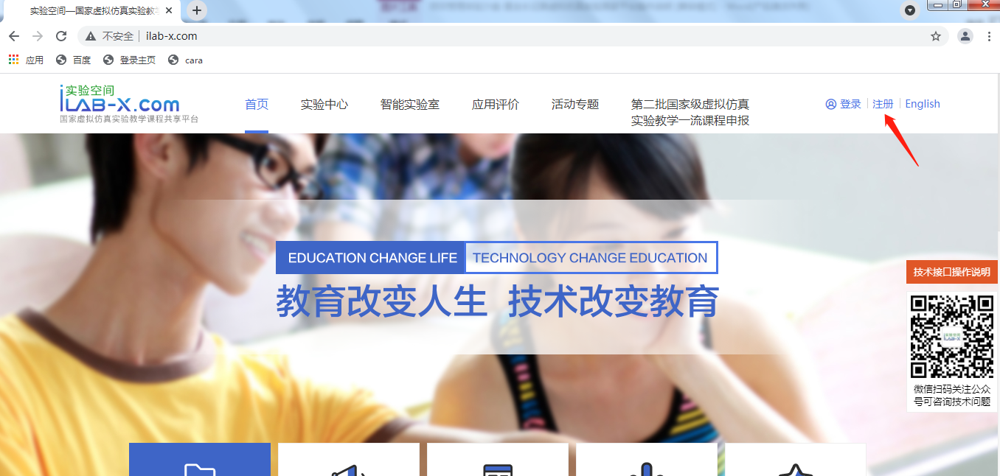 实验空间—国家虚拟仿真实验教学
不安全 ilab-x.com
应用 百度 登录主页 cara
实验空间
iLAB-X.com
国家虚拟仿真实验教学课程共享平台
首页 实验中心 智能实验室 应用评价 活动专题 第二批国家级虚拟仿真
实验教学一流课程申报
登录 注册 English
EDUCATION CHANGE LIFE TECHNOLOGY CHANGE EDUCATION
教育改变人生 技术改变教育
技术接口操作说明
实验空间
iLAB-X
微信扫码关注公众
号可咨询技术问题